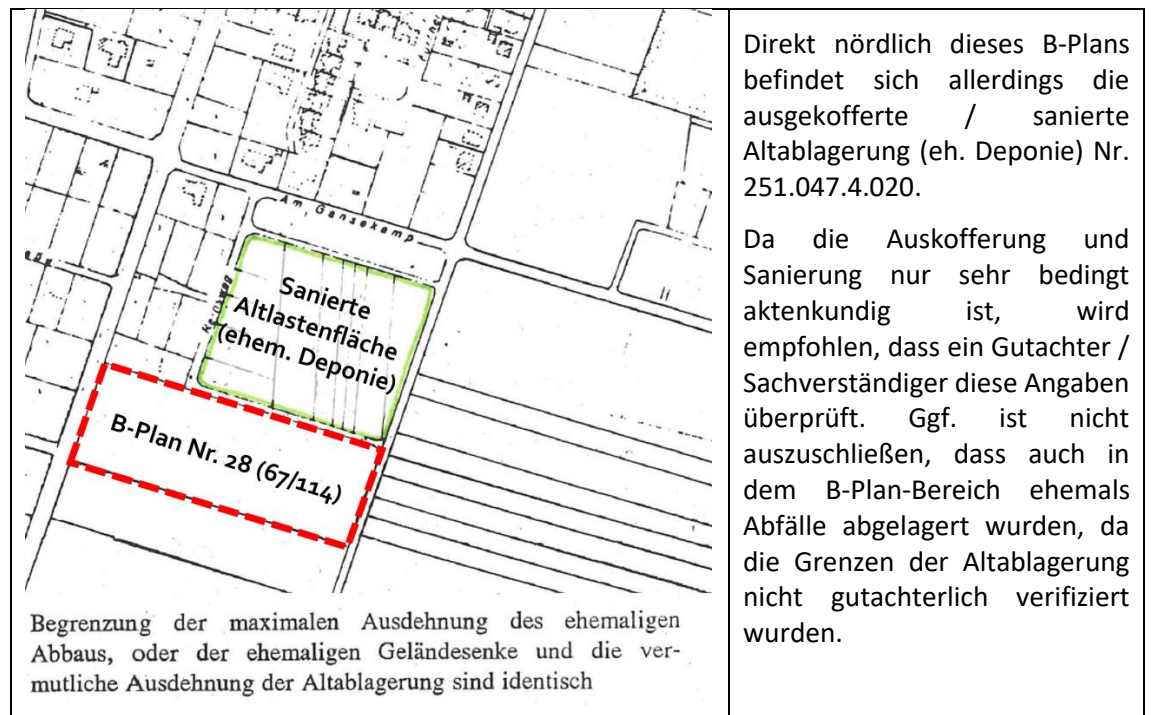 Am Gansekamp
Sanierte
Altlastenfläche
(ehem. Deponie)
B-Plan Nr. 28 (67/114)
Begrenzung der maximalen Ausdehnung des ehemaligen
Abbaus, oder der ehemaligen Geländesenke und die ver-
mutliche Ausdehnung der Altablagerung sind identisch
Direkt nördlich dieses B-Plans
befindet sich allerdings die
ausgekofferte / sanierte
Altablagerung (eh. Deponie) Nr.
251.047.4.020.
Da die Auskofferung und
Sanierung nur sehr bedingt
aktenkundig ist, wird
empfohlen, dass ein Gutachter /
Sachverständiger diese Angaben
überprüft. Ggf. ist nicht
auszuschließen, dass auch in
dem B-Plan-Bereich ehemals
Abfälle abgelagert wurden, da
die Grenzen der Altablagerung
nicht gutachterlich verifiziert
wurden.